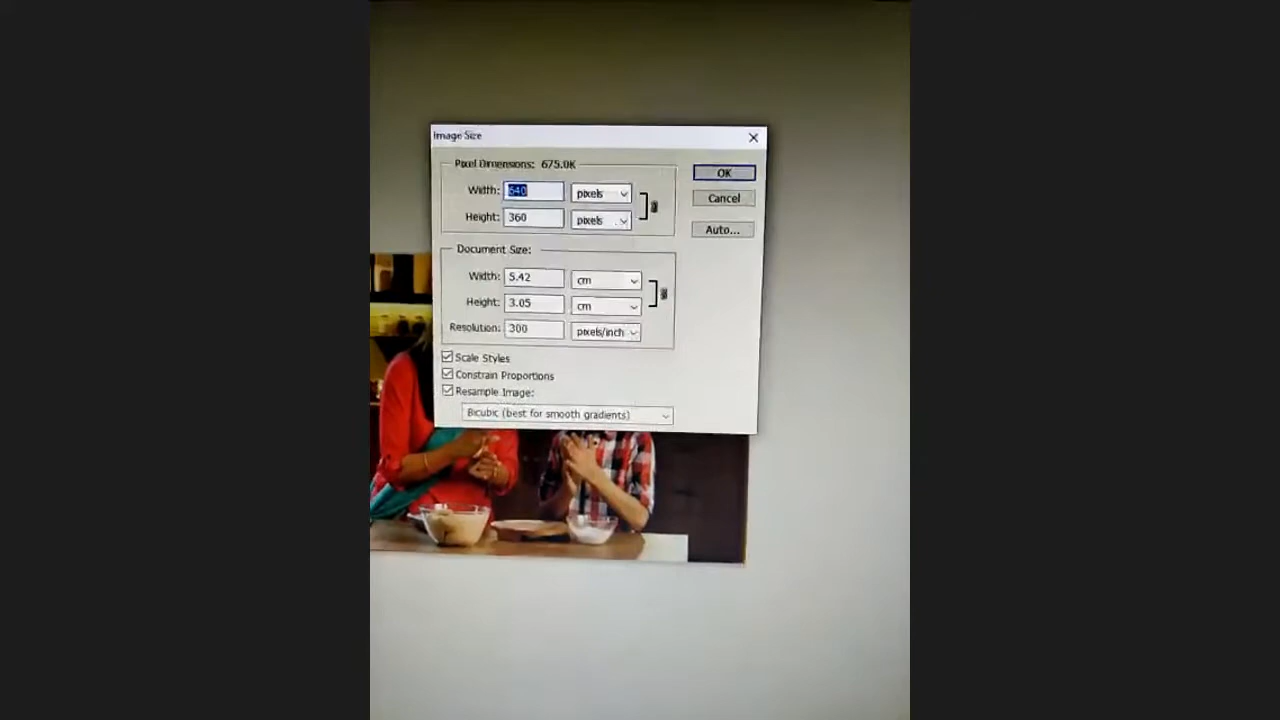 Image Size
Pixel Dimensions: 675.0K
Width: 640 pixels
Height: 360 pixels
OK
Cancel
Auto...
Document Size:
Width: 5.42 cm
Height: 3.05 cm
Resolution: 300 pixels/inch
Scale Styles
Constrain Proportions
Resample Image:
Bicubic (best for smooth gradients)